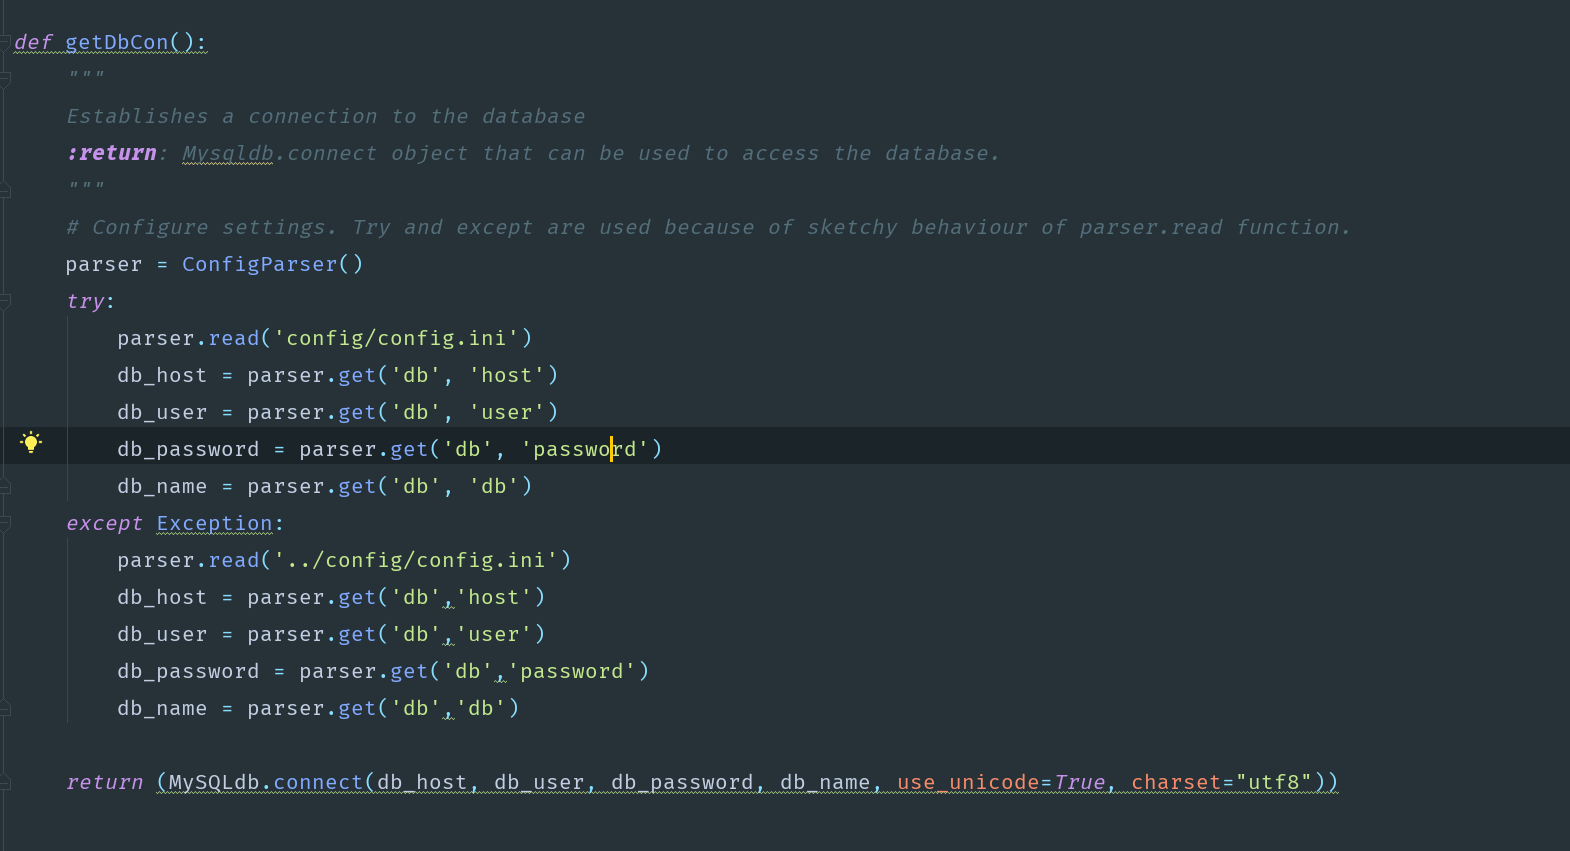 def getDbCon():
    """
    Establishes a connection to the database
    :return: Mysqldb.connect object that can be used to access the database.
    """
    # Configure settings. Try and except are used because of sketchy behaviour of parser.read function.
    parser = ConfigParser()
    try:
        parser.read('config/config.ini')
        db_host = parser.get('db', 'host')
        db_user = parser.get('db', 'user')
        db_password = parser.get('db', 'password')
        db_name = parser.get('db', 'db')
    except Exception:
        parser.read('../config/config.ini')
        db_host = parser.get('db','host')
        db_user = parser.get('db','user')
        db_password = parser.get('db','password')
        db_name = parser.get('db','db')
    return (MySQLdb.connect(db_host, db_user, db_password, db_name, use_unicode=True, charset="utf8"))